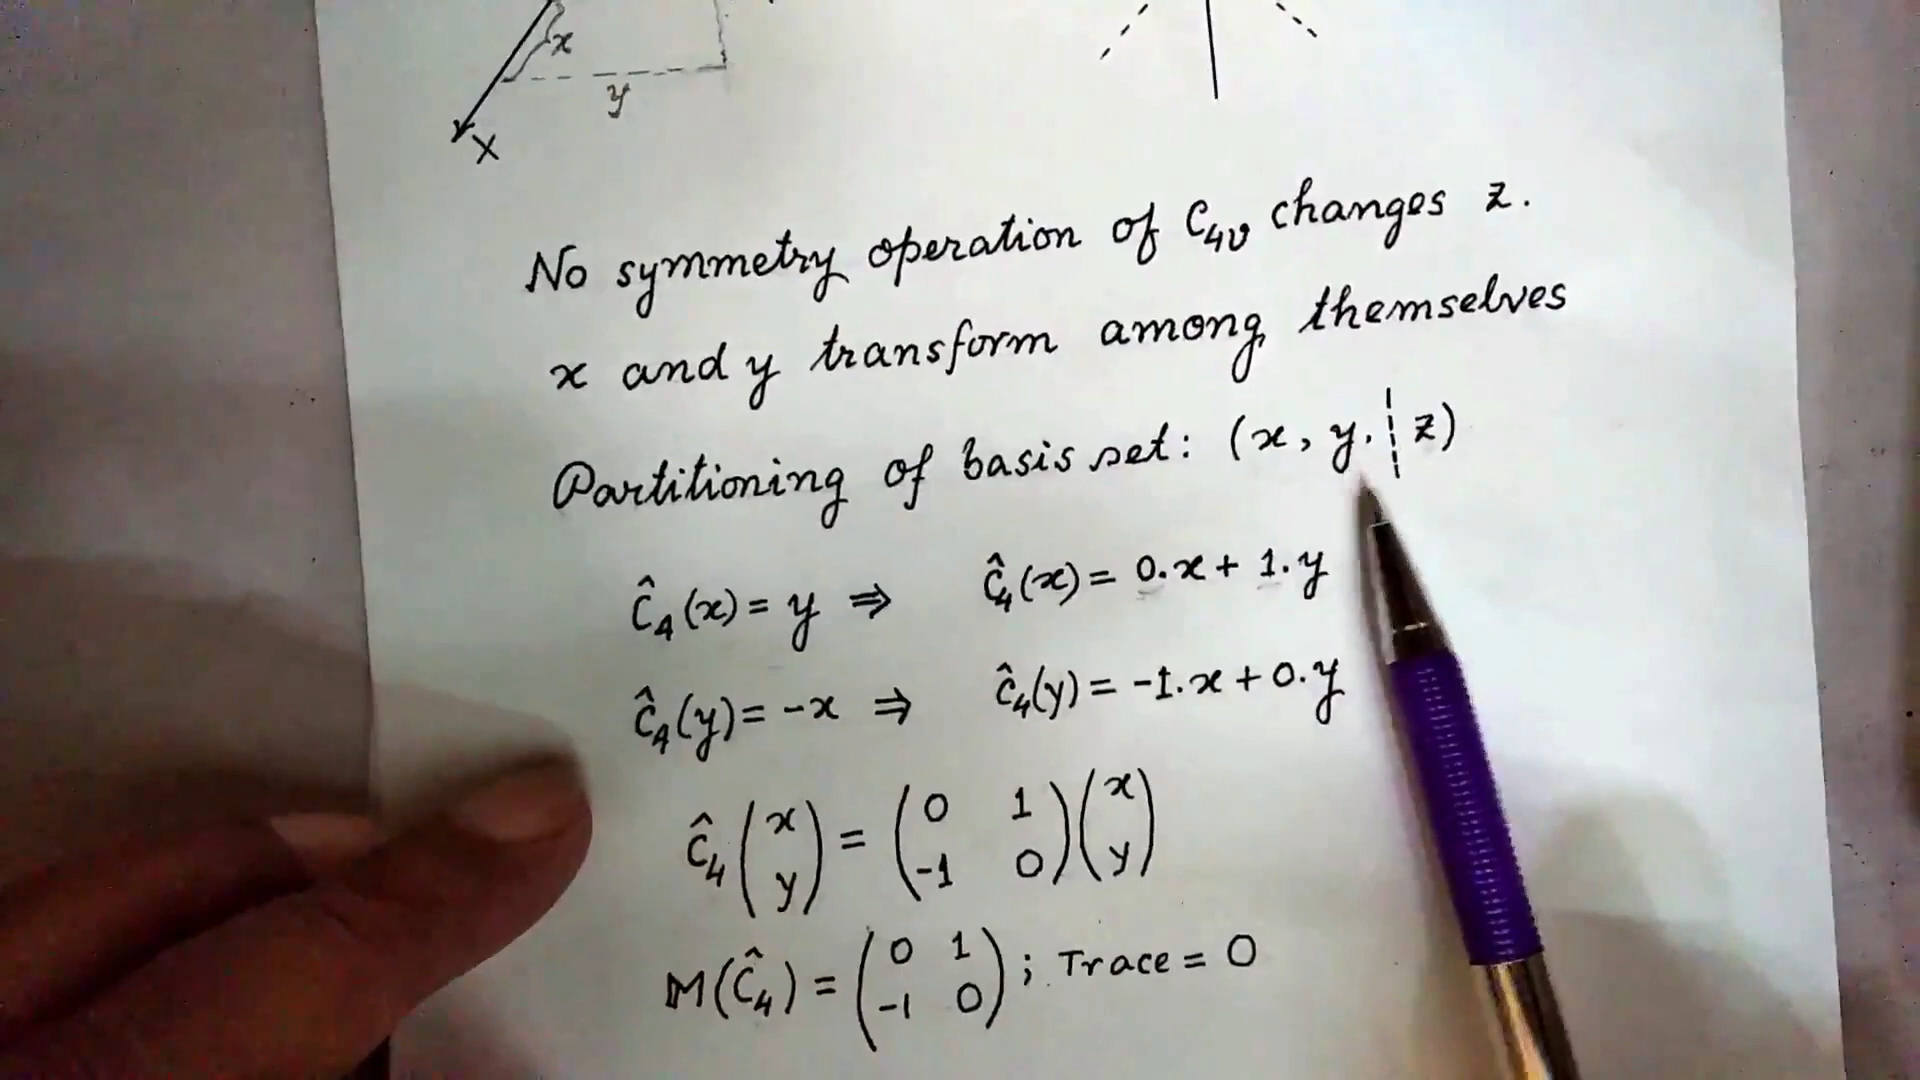 x
y
X
No symmetry operation of C₄ᵥ changes z.
x and y transform among themselves
Partitioning of basis set: (x, y, ¦ z)
Ĉ₄(x) = y ⇒ Ĉ₄(x) = 0.x + 1.y
Ĉ₄(y) = -x ⇒ Ĉ₄(y) = -1.x + 0.y
Ĉ₄ (x y) = (0 1 -1 0) (x y)
M(Ĉ₄) = (0 1 -1 0) ; Trace = 0